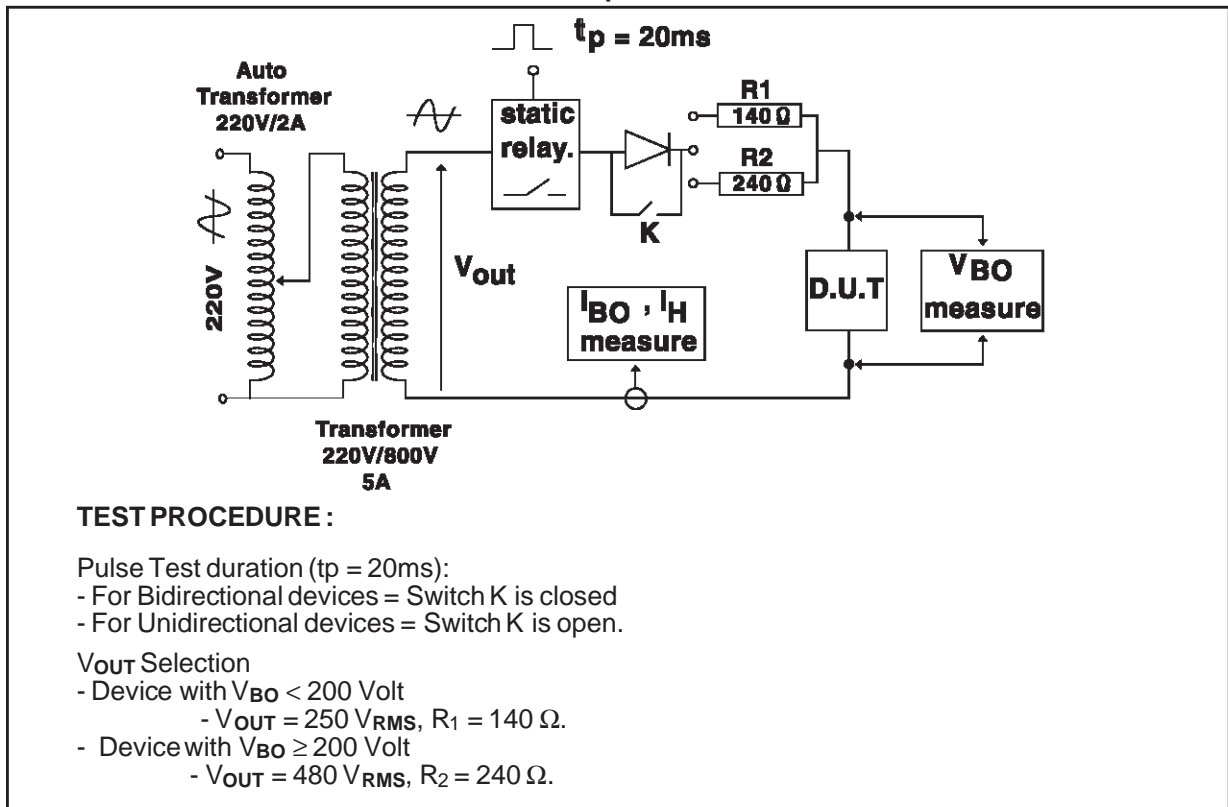 tp = 20ms
Auto
Transformer
220V/2A
static
relay.
R1
140 Ω
R2
240 Ω
K
220V
Vout
IBO , IH
measure
D.U.T
VBO
measure
Transformer
220V/800V
5A
TEST PROCEDURE :
Pulse Test duration (tp = 20ms):
- For Bidirectional devices = Switch K is closed
- For Unidirectional devices = Switch K is open.
VOUT Selection
- Device with VBO < 200 Volt
- VOUT = 250 VRMS, R1 = 140 Ω.
- Device with VBO ≥ 200 Volt
- VOUT = 480 VRMS, R2 = 240 Ω.